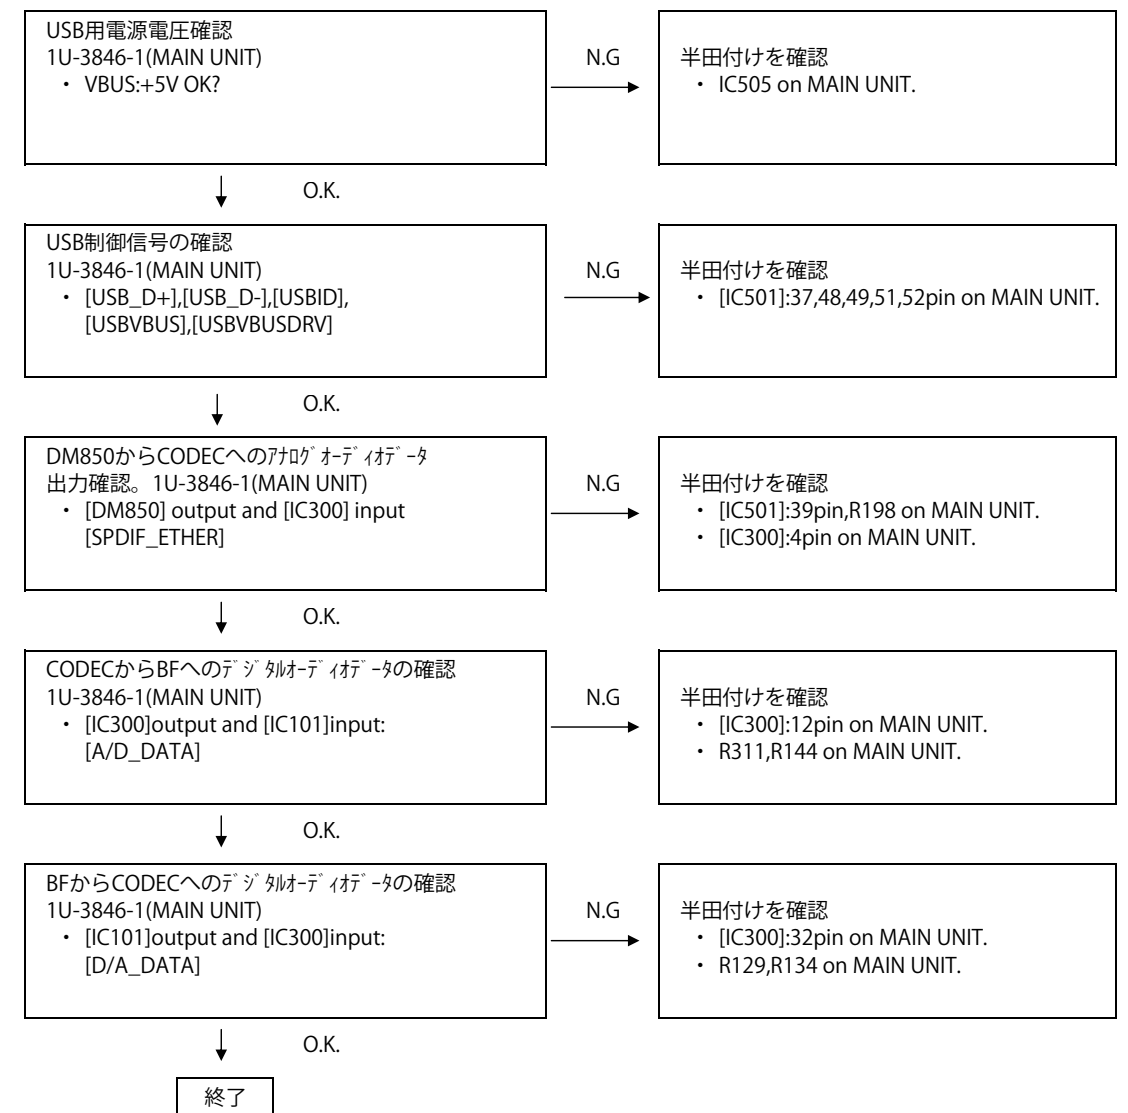 USB用電源電圧確認
1U-3846-1(MAIN UNIT)
・ VBUS:+5V OK?
N.G
半田付けを確認
・ IC505 on MAIN UNIT.
O.K.
USB制御信号の確認
1U-3846-1(MAIN UNIT)
・ [USB_D+],[USB_D-],[USBID],
[USBVBUS],[USBVBUSDRV]
N.G
半田付けを確認
・ [IC501]:37,48,49,51,52pin on MAIN UNIT.
O.K.
DM850からCODECへのｱﾅﾛｸﾞｵｰﾃﾞｨｵﾃﾞｰﾀ
出力確認。1U-3846-1(MAIN UNIT)
・ [DM850] output and [IC300] input
[SPDIF_ETHER]
N.G
半田付けを確認
・ [IC501]:39pin,R198 on MAIN UNIT.
・ [IC300]:4pin on MAIN UNIT.
O.K.
CODECからBFへのﾃﾞｼﾞﾀﾙｵｰﾃﾞｨｵﾃﾞｰﾀの確認
1U-3846-1(MAIN UNIT)
・ [IC300]output and [IC101]input:
[A/D_DATA]
N.G
半田付けを確認
・ [IC300]:12pin on MAIN UNIT.
・ R311,R144 on MAIN UNIT.
O.K.
BFからCODECへのﾃﾞｼﾞﾀﾙｵｰﾃﾞｨｵﾃﾞｰﾀの確認
1U-3846-1(MAIN UNIT)
・ [IC101]output and [IC300]input:
[D/A_DATA]
N.G
半田付けを確認
・ [IC300]:32pin on MAIN UNIT.
・ R129,R134 on MAIN UNIT.
O.K.
終了